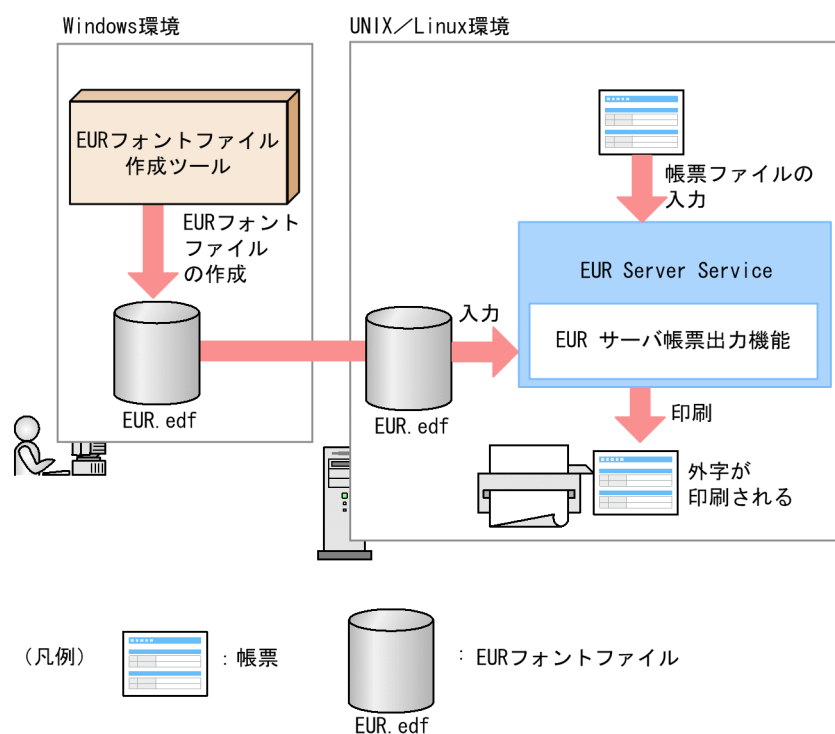 Windows環境
UNIX／Linux環境
EURフォントファイル
作成ツール
EURフォント
ファイル
の作成
EUR.edf
帳票ファイルの
入力
EUR Server Service
EUR サーバ帳票出力機能
入力
EUR.edf
印刷
外字が
印刷される
（凡例）
：帳票
：EURフォントファイル
EUR.edf